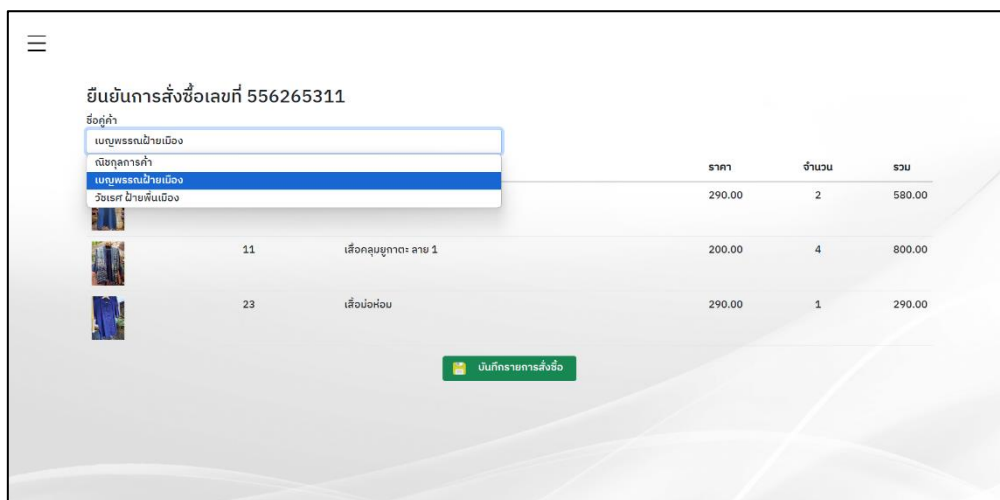 ยืนยันการสั่งซื้อเลขที่ 556265311
ชื่อคู่ค้า
เบญพรรณฝ้ายเมือง
ณิชกุลการค้า
เบญพรรณฝ้ายเมือง
วัชเรศ ฝ้ายพื้นเมือง
ราคา จำนวน รวม
290.00 2 580.00
11 เสื้อคลุมยูกาตะ ลาย 1 200.00 4 800.00
23 เสื้อม่อห่อม 290.00 1 290.00
บันทึกรายการสั่งซื้อ